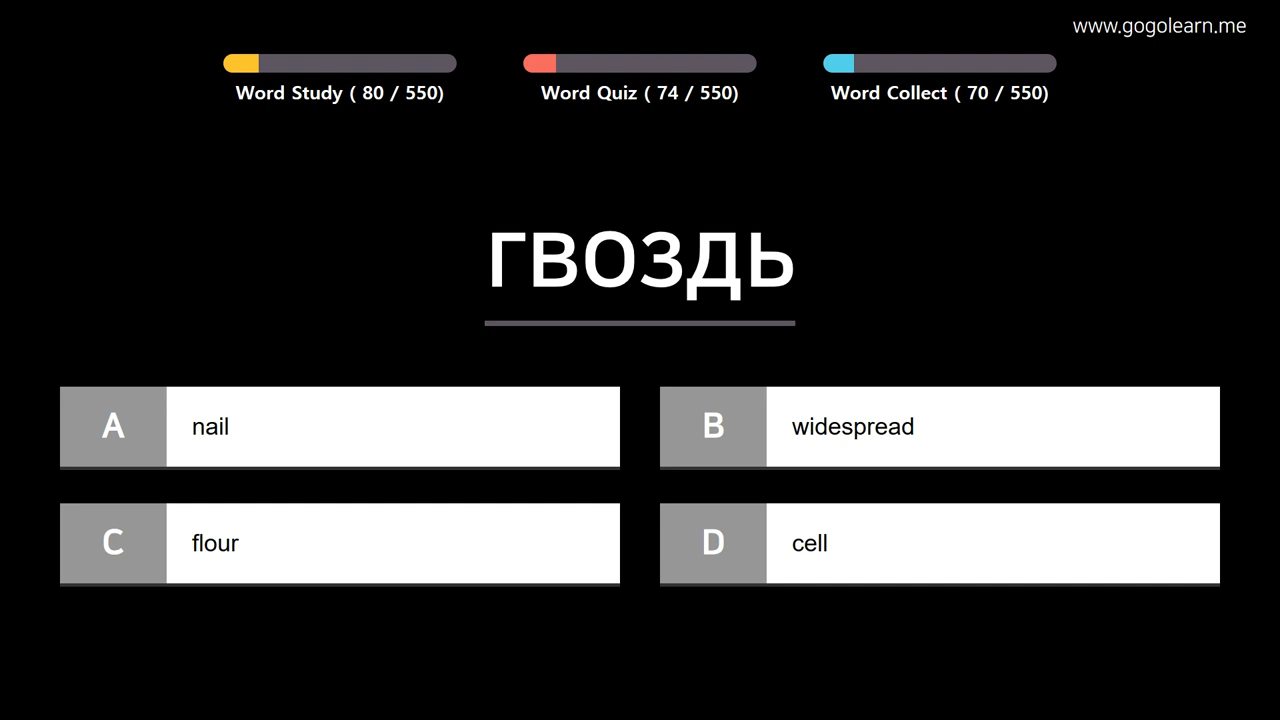 www.gogolearn.me
Word Study ( 80 / 550)
Word Quiz ( 74 / 550)
Word Collect ( 70 / 550)
ГВОЗДЬ
A nail
B widespread
C flour
D cell